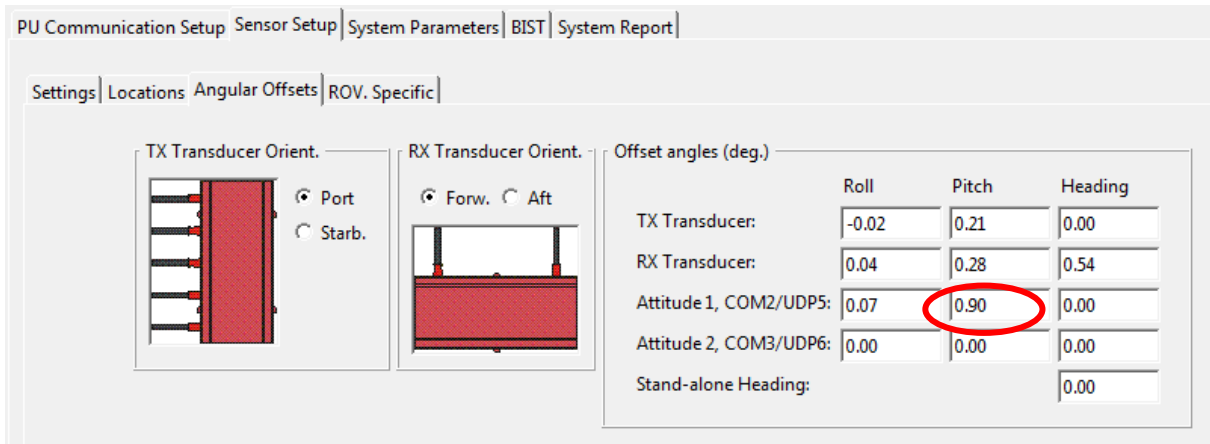 PU Communication Setup Sensor Setup System Parameters BIST System Report
Settings Locations Angular Offsets ROV. Specific
TX Transducer Orient. RX Transducer Orient. Offset angles (deg.)
Roll Pitch Heading
Port Forw. Aft
TX Transducer: -0.02 0.21 0.00
Starb.
RX Transducer: 0.04 0.28 0.54
Attitude 1, COM2/UDP5: 0.07 0.90 0.00
Attitude 2, COM3/UDP6: 0.00 0.00 0.00
Stand-alone Heading: 0.00